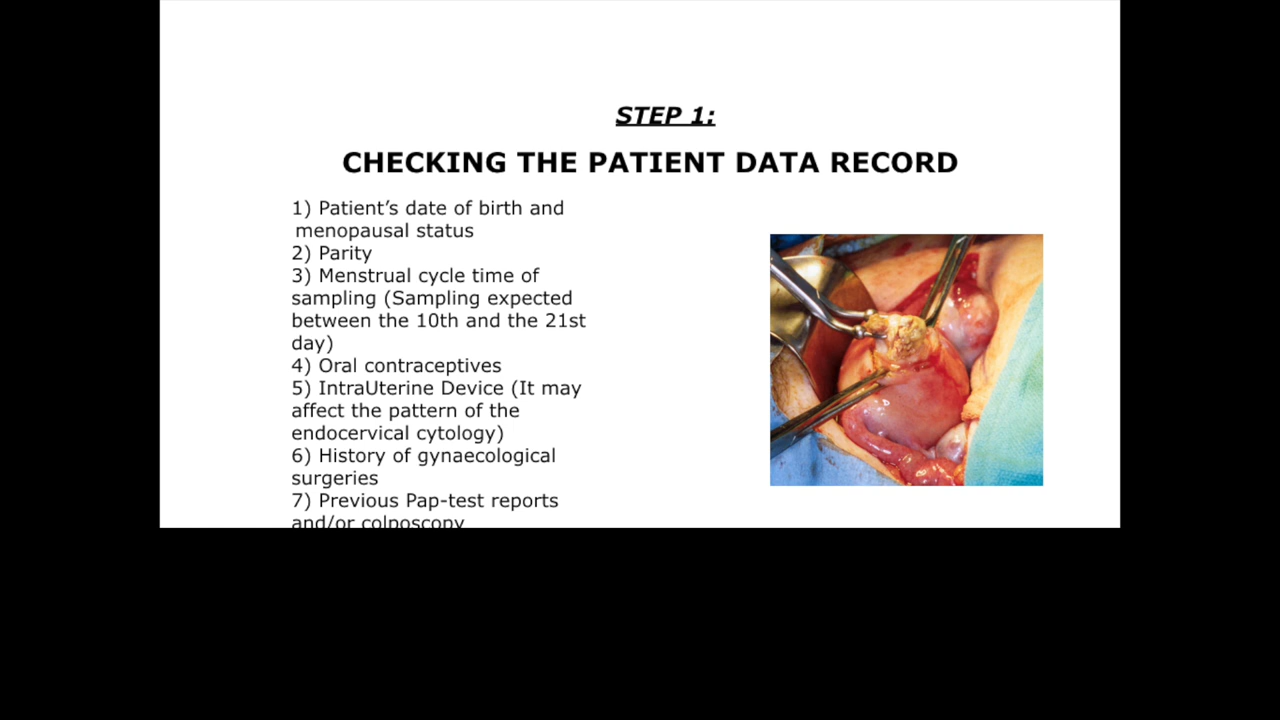 STEP 1:
CHECKING THE PATIENT DATA RECORD
1) Patient’s date of birth and
menopausal status
2) Parity
3) Menstrual cycle time of
sampling (Sampling expected
between the 10th and the 21st
day)
4) Oral contraceptives
5) IntraUterine Device (It may
affect the pattern of the
endocervical cytology)
6) History of gynaecological
surgeries
7) Previous Pap-test reports
and/or colposcopy